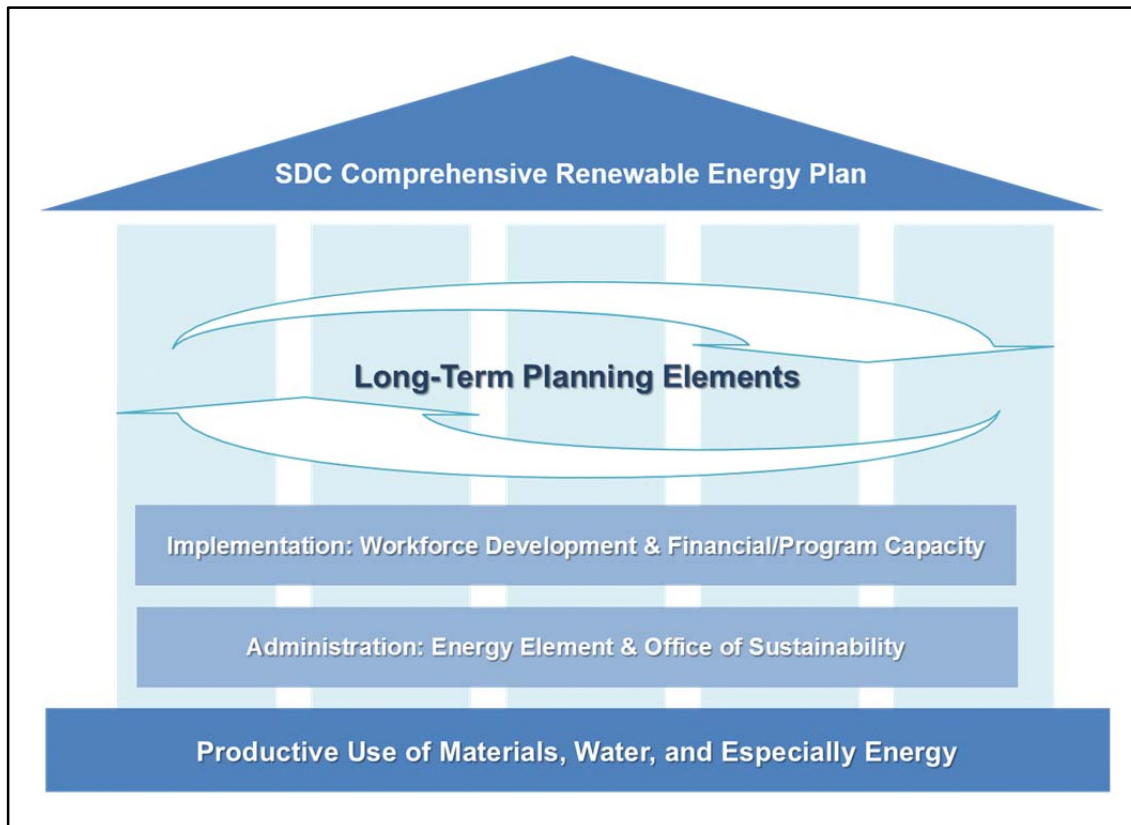 SDC Comprehensive Renewable Energy Plan
Long-Term Planning Elements
Implementation: Workforce Development & Financial/Program Capacity
Administration: Energy Element & Office of Sustainability
Productive Use of Materials, Water, and Especially Energy